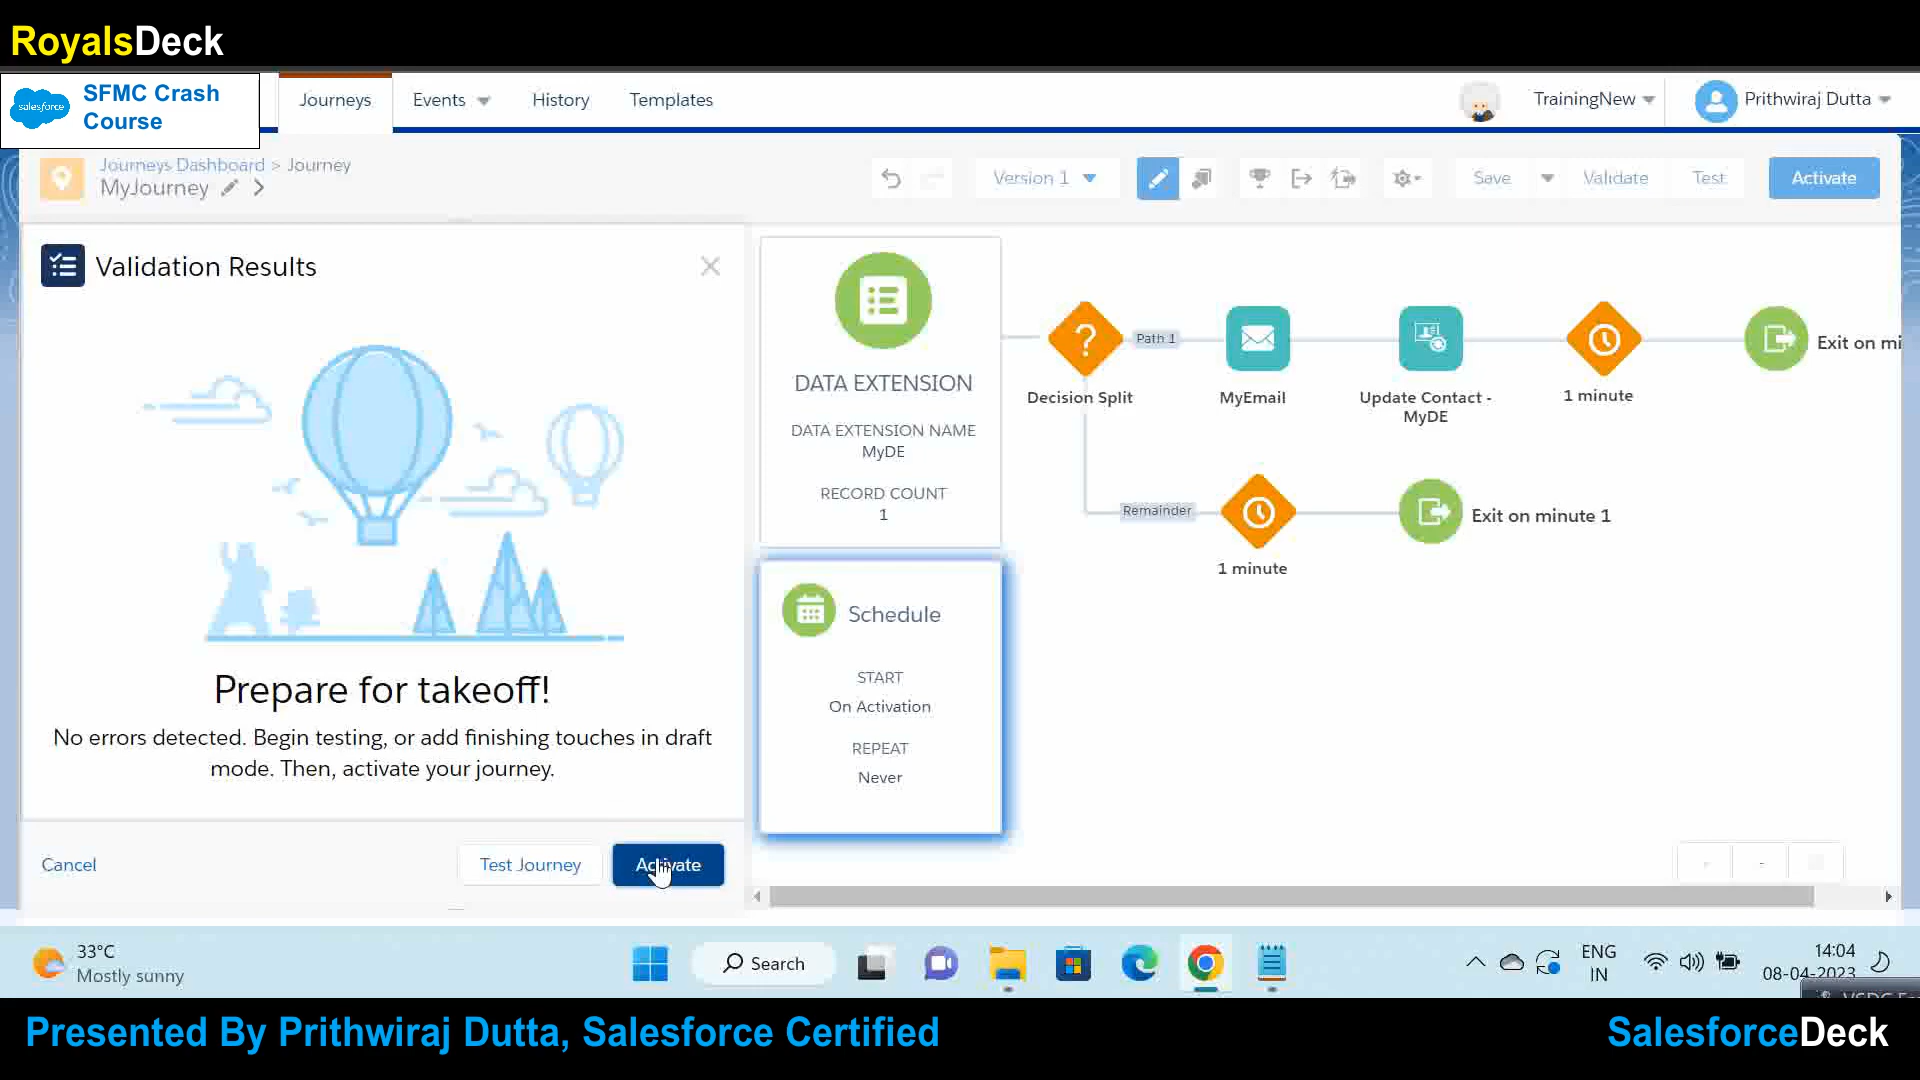 RoyalsDeck
salesforce
SFMC Crash
Course
Journeys
Events
History
Templates
TrainingNew
Prithwiraj Dutta
Journeys Dashboard > Journey
MyJourney
Version 1
Save
Validate
Test
Activate
Validation Results
Prepare for takeoff!
No errors detected. Begin testing, or add finishing touches in draft
mode. Then, activate your journey.
Cancel
Test Journey
Activate
DATA EXTENSION
DATA EXTENSION NAME
MyDE
RECORD COUNT
1
Schedule
START
On Activation
REPEAT
Never
?
Decision Split
Path 1
MyEmail
Update Contact -
MyDE
1 minute
Exit on mi
Remainder
1 minute
Exit on minute 1
33°C
Mostly sunny
Search
ENG
IN
14:04
08-04-2023
Presented By Prithwiraj Dutta, Salesforce Certified
SalesforceDeck